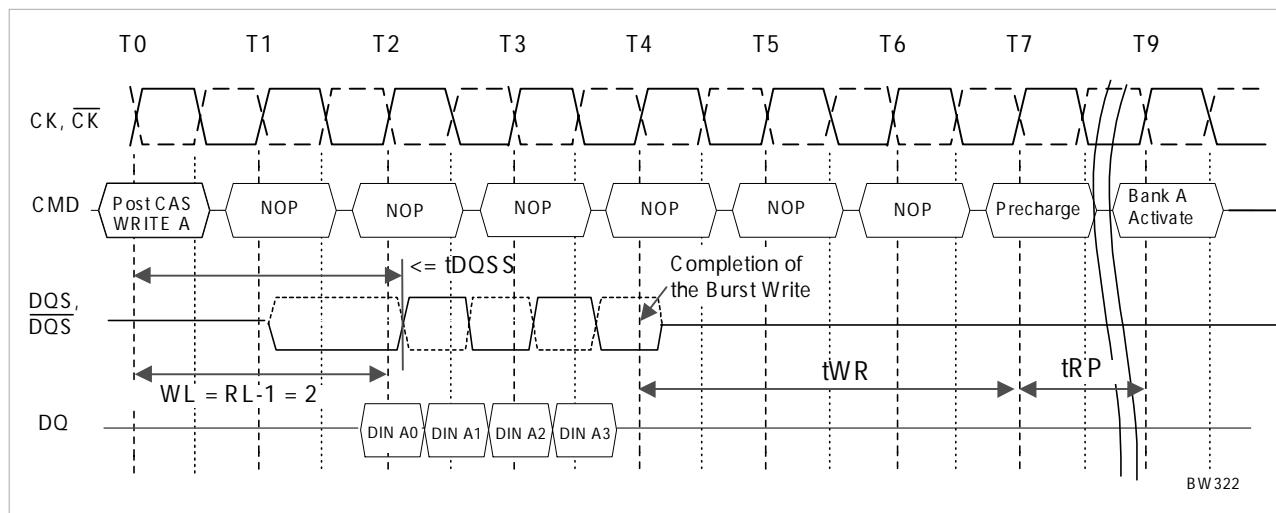 T0 T1 T2 T3 T4 T5 T6 T7 T9
CK, CK
CMD
Post CAS
WRITE A
NOP
NOP
NOP
NOP
NOP
NOP
Precharge
Bank A
Activate
<= tDQSS
Completion of
the Burst Write
DQS,
DQS
WL = RL-1 = 2
tWR
tRP
DQ
DIN A0
DIN A1
DIN A2
DIN A3
BW322